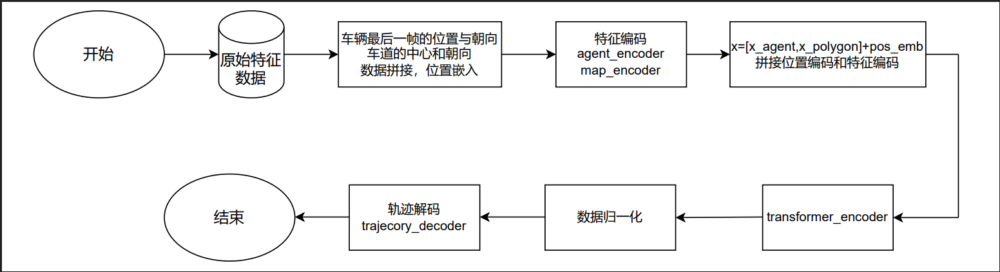 开始
原始特征
数据
车辆最后一帧的位置与朝向
车道的中心和朝向
数据拼接，位置嵌入
特征编码
agent_encoder
map_encoder
x=[x_agent,x_polygon]+pos_emb
拼接位置编码和特征编码
transformer_encoder
数据归一化
轨迹解码
trajecory_decoder
结束